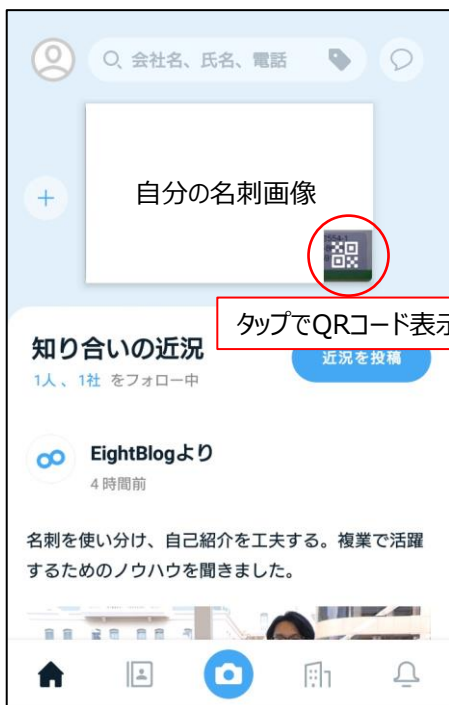 会社名、氏名、電話
自分の名刺画像
タップでQRコード表示
知り合いの近況
近況を投稿
1人、1社 をフォロー中
EightBlogより
4時間前
名刺を使い分け、自己紹介を工夫する。複業で活躍
するためのノウハウを聞きました。